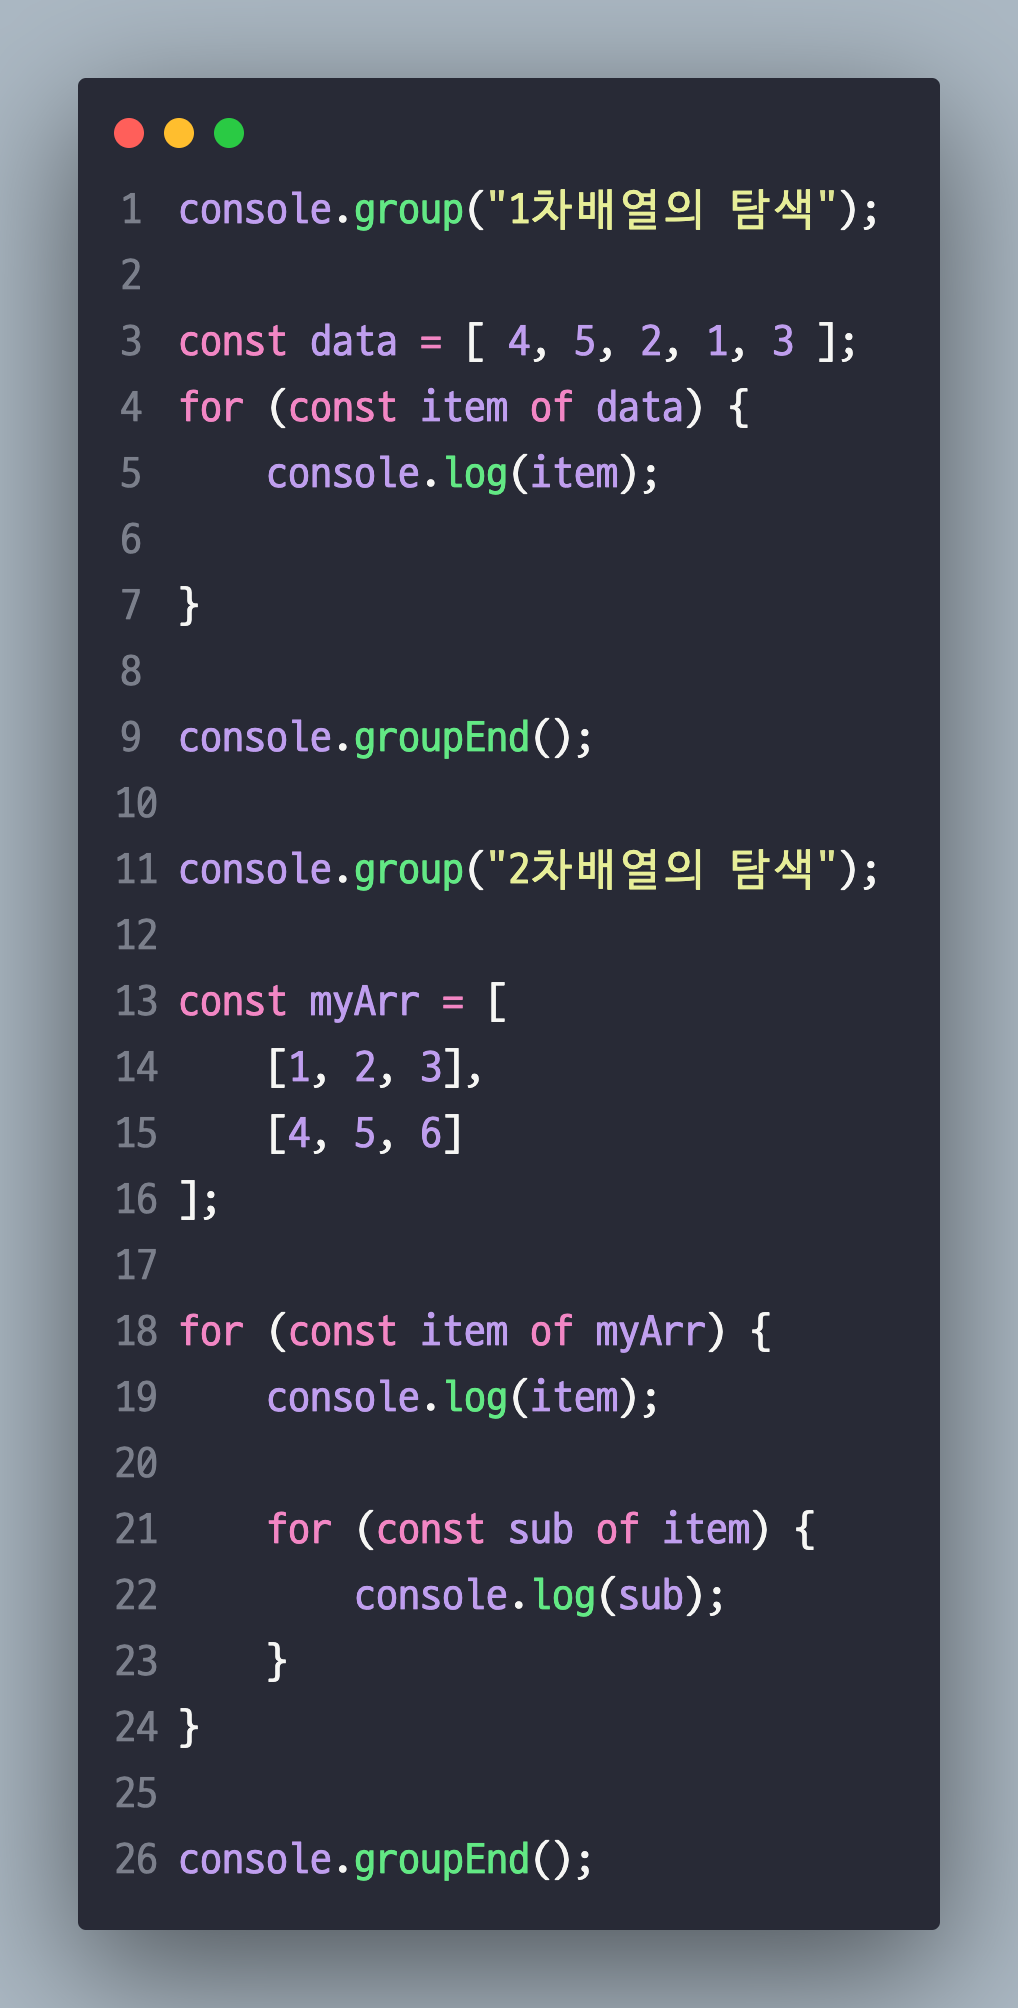 1 console.group("1차배열의 탐색");
2
3 const data = [ 4, 5, 2, 1, 3 ];
4 for (const item of data) {
5     console.log(item);
6
7 }
8
9 console.groupEnd();
10
11 console.group("2차배열의 탐색");
12
13 const myArr = [
14     [1, 2, 3],
15     [4, 5, 6]
16 ];
17
18 for (const item of myArr) {
19     console.log(item);
20
21     for (const sub of item) {
22         console.log(sub);
23     }
24 }
25
26 console.groupEnd();